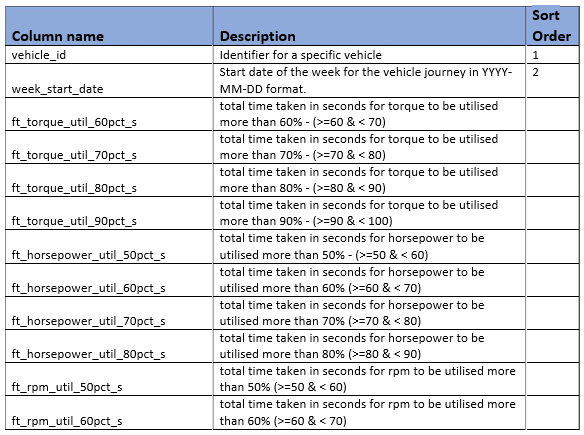 Column name Description Sort Order
vehicle_id Identifier for a specific vehicle 1
week_start_date Start date of the week for the vehicle journey in YYYY-
MM-DD format. 2
ft_torque_util_60pct_s total time taken in seconds for torque to be utilised
more than 60% - (>=60 & < 70)
ft_torque_util_70pct_s total time taken in seconds for torque to be utilised
more than 70% - (>=70 & < 80)
ft_torque_util_80pct_s total time taken in seconds for torque to be utilised
more than 80% - (>=80 & < 90)
ft_torque_util_90pct_s total time taken in seconds for torque to be utilised
more than 90% - (>=90 & < 100)
ft_horsepower_util_50pct_s total time taken in seconds for horsepower to be
utilised more than 50% - (>=50 & < 60)
ft_horsepower_util_60pct_s total time taken in seconds for horsepower to be
utilised more than 60% (>=60 & < 70)
ft_horsepower_util_70pct_s total time taken in seconds for horsepower to be
utilised more than 70% (>=70 & < 80)
ft_horsepower_util_80pct_s total time taken in seconds for horsepower to be
utilised more than 80% (>=80 & < 90)
ft_rpm_util_50pct_s total time taken in seconds for rpm to be utilised more
than 50% (>=50 & < 60)
ft_rpm_util_60pct_s total time taken in seconds for rpm to be utilised more
than 60% (>=60 & < 70)